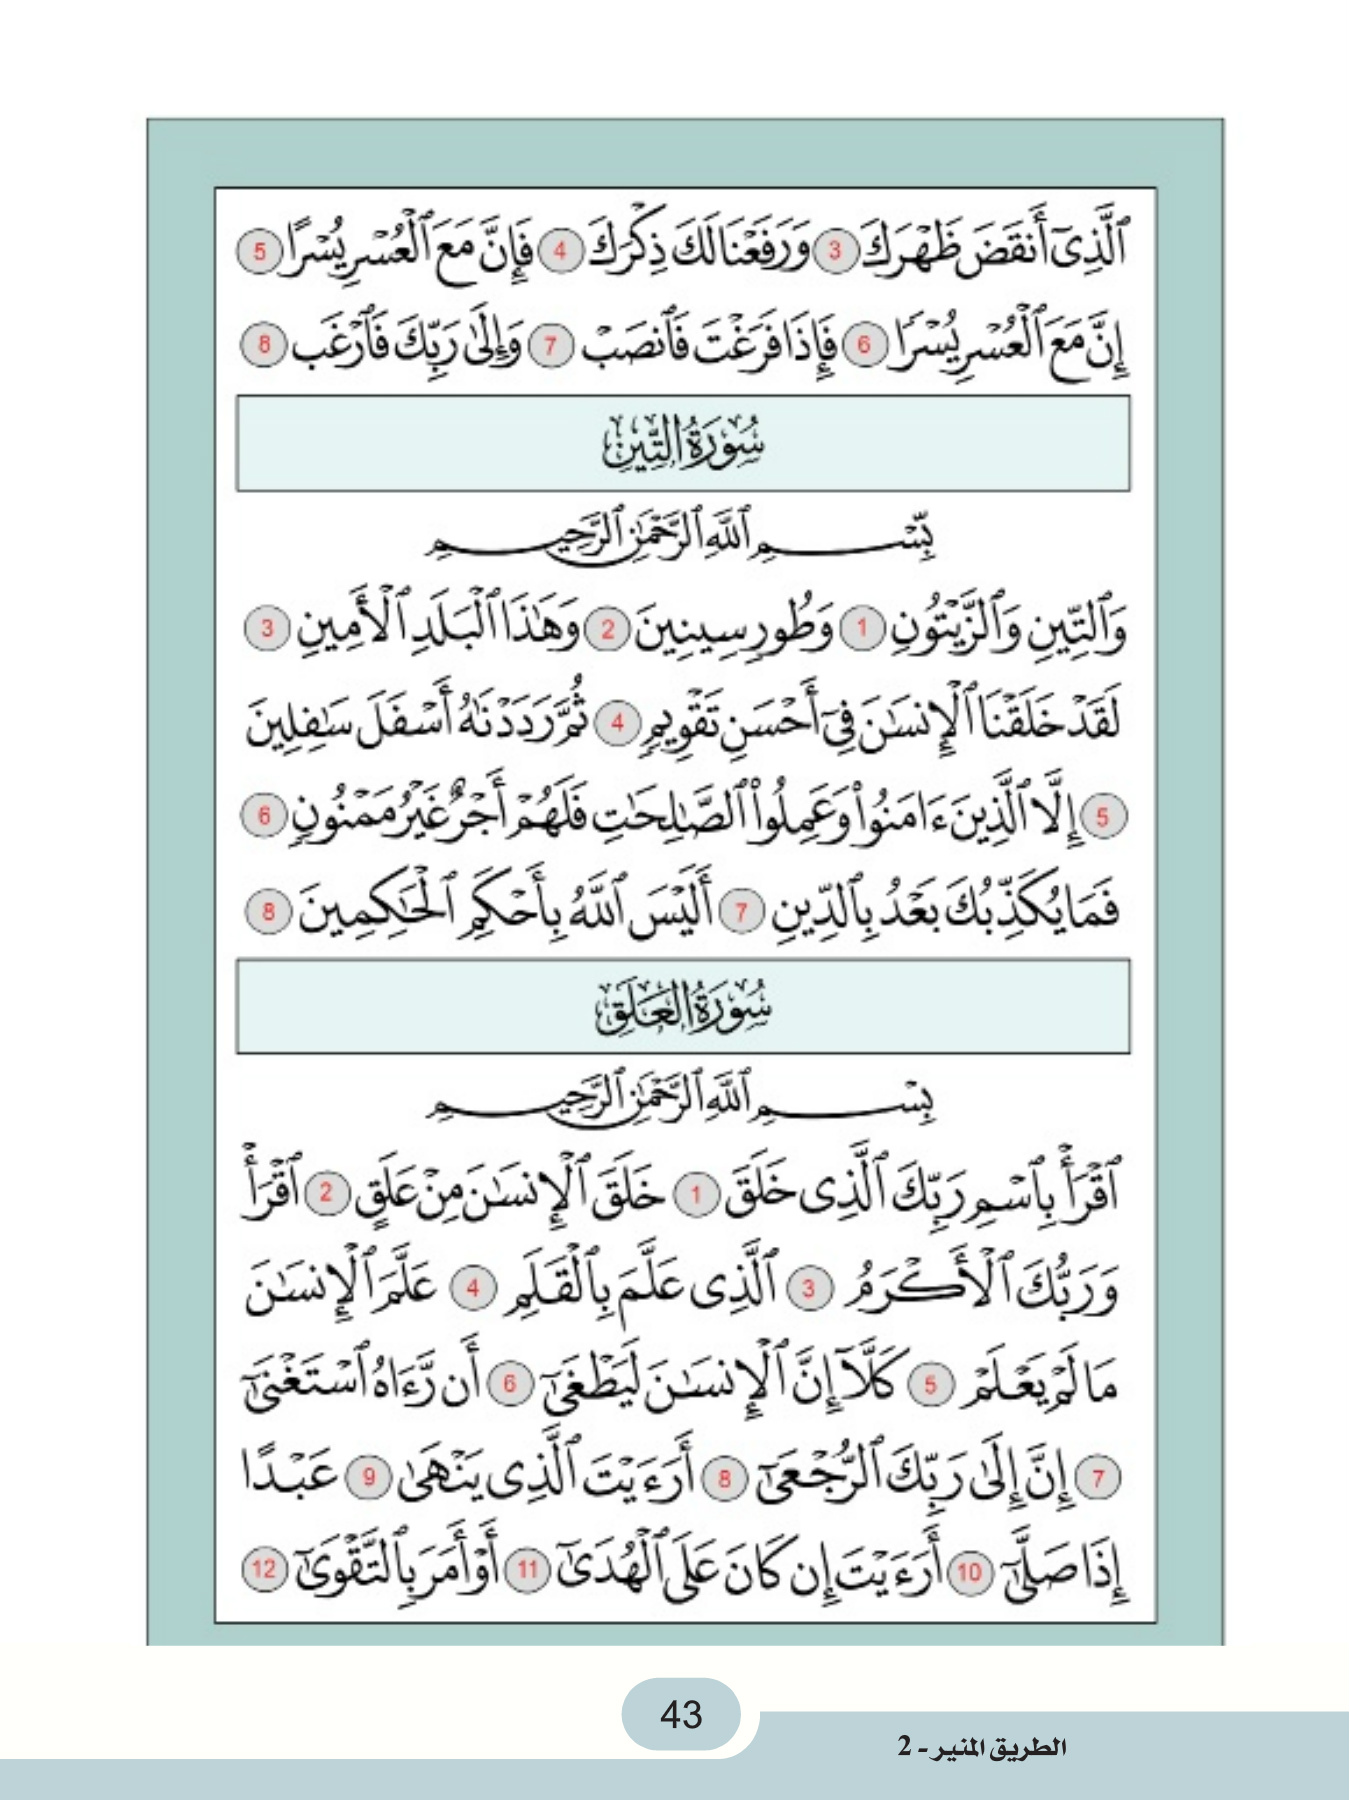 ٱلَّذِىٓ أَنقَضَ ظَهْرَكَ 3 وَرَفَعْنَا لَكَ ذِكْرَكَ 4 فَإِنَّ مَعَ ٱلْعُسْرِ يُسْرًا 5
إِنَّ مَعَ ٱلْعُسْرِ يُسْرًا 6 فَإِذَا فَرَغْتَ فَٱنصَبْ 7 وَإِلَىٰ رَبِّكَ فَٱرْغَب 8
سُورَةُ التِّينِ
بِّسْمِ ٱللَّهِ ٱلرَّحْمَٰنِ ٱلرَّحِيمِ
وَٱلتِّينِ وَٱلزَّيْتُونِ 1 وَطُورِ سِينِينَ 2 وَهَٰذَا ٱلْبَلَدِ ٱلْأَمِينِ 3
لَقَدْ خَلَقْنَا ٱلْإِنسَٰنَ فِىٓ أَحْسَنِ تَقْوِيمٍ 4 ثُمَّ رَدَدْنَٰهُ أَسْفَلَ سَٰفِلِينَ
5 إِلَّا ٱلَّذِينَ ءَامَنُوا۟ وَعَمِلُوا۟ ٱلصَّٰلِحَٰتِ فَلَهُمْ أَجْرٌ غَيْرُ مَمْنُونٍ 6
فَمَا يُكَذِّبُكَ بَعْدُ بِٱلدِّينِ 7 أَلَيْسَ ٱللَّهُ بِأَحْكَمِ ٱلْحَٰكِمِينَ 8
سُورَةُ العَلَقِ
بِسْمِ ٱللَّهِ ٱلرَّحْمَٰنِ ٱلرَّحِيمِ
ٱقْرَأْ بِٱسْمِ رَبِّكَ ٱلَّذِى خَلَقَ 1 خَلَقَ ٱلْإِنسَٰنَ مِنْ عَلَقٍ 2 ٱقْرَأْ
وَرَبُّكَ ٱلْأَكْرَمُ 3 ٱلَّذِى عَلَّمَ بِٱلْقَلَمِ 4 عَلَّمَ ٱلْإِنسَٰنَ
مَا لَمْ يَعْلَمْ 5 كَلَّآ إِنَّ ٱلْإِنسَٰنَ لَيَطْغَىٰٓ 6 أَن رَّءَاهُ ٱسْتَغْنَىٰٓ
7 إِنَّ إِلَىٰ رَبِّكَ ٱلرُّجْعَىٰٓ 8 أَرَءَيْتَ ٱلَّذِى يَنْهَىٰ 9 عَبْدًا
إِذَا صَلَّىٰٓ 10 أَرَءَيْتَ إِن كَانَ عَلَى ٱلْهُدَىٰٓ 11 أَوْ أَمَرَ بِٱلتَّقْوَىٰٓ 12
43
الطريق المنير - 2